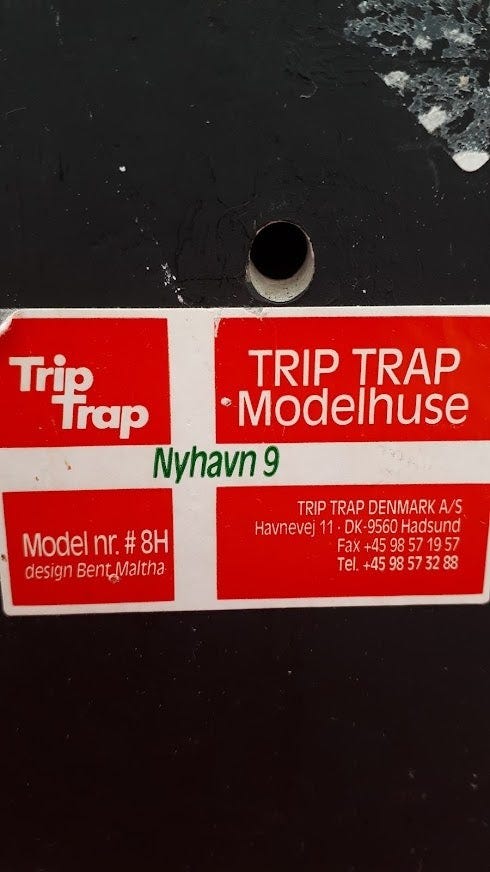 Trip
Trap
TRIP TRAP
Modelhuse
Nyhavn 9
Model nr. # 8H
design Bent Maltha
TRIP TRAP DENMARK A/S
Havnevej 11 · DK-9560 Hadsund
Fax +45 98 57 19 57
Tel. +45 98 57 32 88